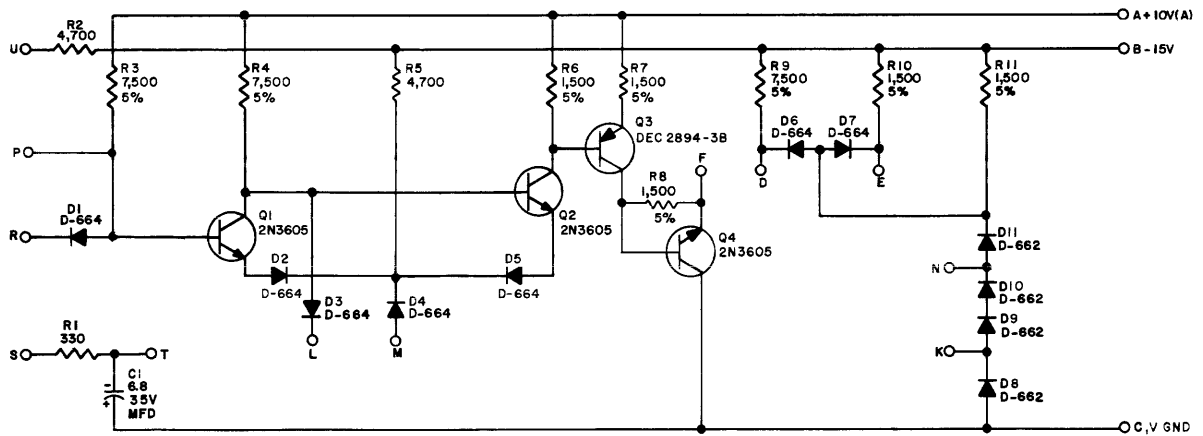 A+10V(A)
R2
4,700
U
B-15V
R3
7,500
5%
R4
7,500
5%
R5
4,700
R6
1,500
5%
R7
1,500
5%
R9
7,500
5%
R10
1,500
5%
R11
1,500
5%
Q3
DEC 2894-3B
D6
D-664
D7
D-664
P
F
D
E
R8
1,500
5%
D1
D-664
R
Q1
2N3605
Q2
2N3605
Q4
2N3605
D11
D-662
D2
D-664
D5
D-664
N
D10
D-662
D3
D-664
D4
D-664
D9
D-662
R1
330
S
T
L
M
K
C1
6.8
35V
MFD
-
+
D8
D-662
C,V GND